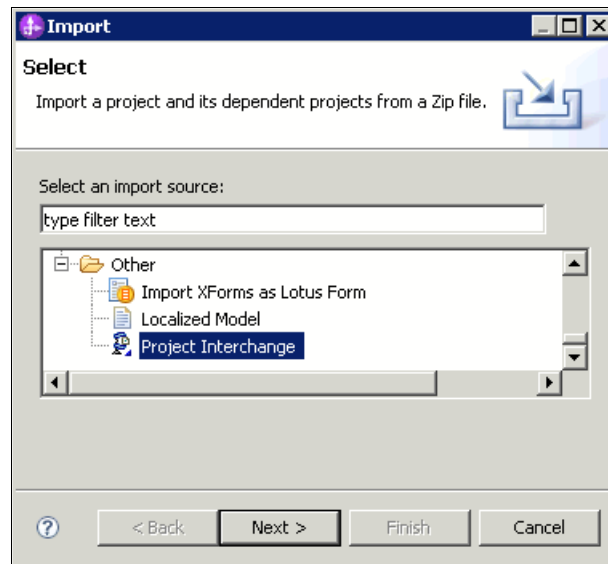 Import
Select
Import a project and its dependent projects from a Zip file.
Select an import source:
type filter text
Other
Import XForms as Lotus Form
Localized Model
Project Interchange
< Back Next > Finish Cancel